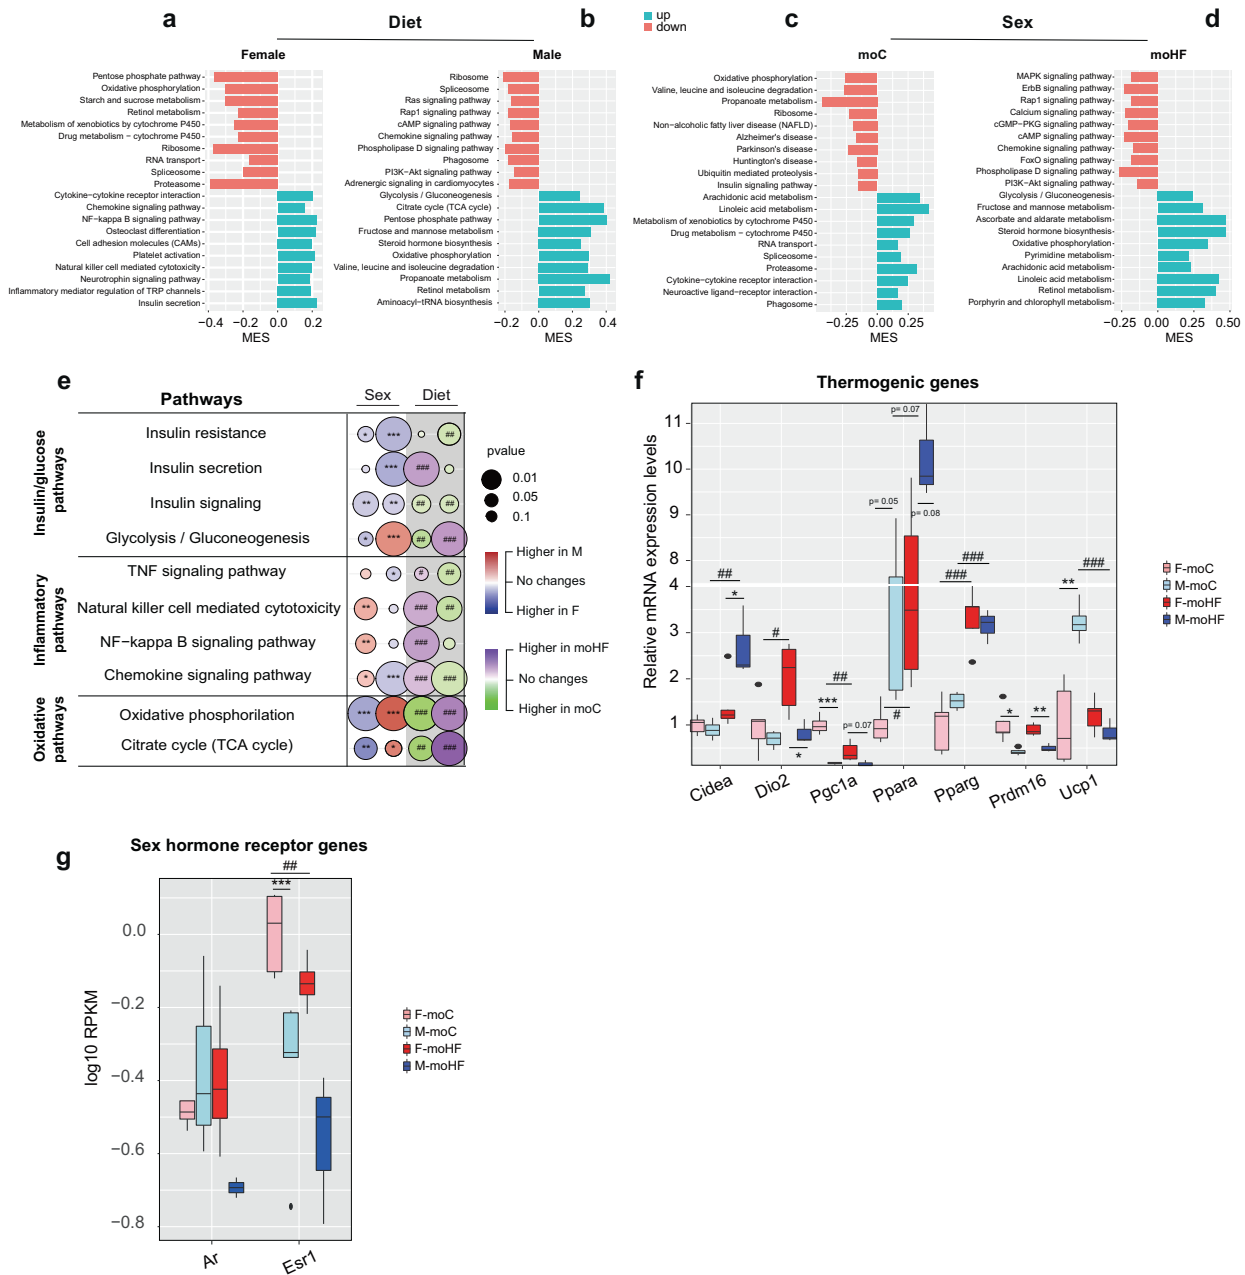 a
Diet
b
up
down
c
Sex
d
Female
Pentose phosphate pathway
Oxidative phosphorylation
Starch and sucrose metabolism
Retinol metabolism
Metabolism of xenobiotics by cytochrome P450
Drug metabolism − cytochrome P450
Ribosome
RNA transport
Spliceosome
Proteasome
Cytokine−cytokine receptor interaction
Chemokine signaling pathway
NF−kappa B signaling pathway
Osteoclast differentiation
Cell adhesion molecules (CAMs)
Platelet activation
Natural killer cell mediated cytotoxicity
Neurotrophin signaling pathway
Inflammatory mediator regulation of TRP channels
Insulin secretion
−0.4 −0.2 0.0 0.2
MES
Male
Ribosome
Spliceosome
Ras signaling pathway
Rap1 signaling pathway
cAMP signaling pathway
Chemokine signaling pathway
Phospholipase D signaling pathway
Phagosome
PI3K−Akt signaling pathway
Adrenergic signaling in cardiomyocytes
Glycolysis / Gluconeogenesis
Citrate cycle (TCA cycle)
Pentose phosphate pathway
Fructose and mannose metabolism
Steroid hormone biosynthesis
Oxidative phosphorylation
Valine, leucine and isoleucine degradation
Propanoate metabolism
Retinol metabolism
Aminoacyl−tRNA biosynthesis
−0.2 0.0 0.2 0.4
MES
moC
Oxidative phosphorylation
Valine, leucine and isoleucine degradation
Propanoate metabolism
Ribosome
Non−alcoholic fatty liver disease (NAFLD)
Alzheimer's disease
Parkinson's disease
Huntington's disease
Ubiquitin mediated proteolysis
Insulin signaling pathway
Arachidonic acid metabolism
Linoleic acid metabolism
Metabolism of xenobiotics by cytochrome P450
Drug metabolism − cytochrome P450
RNA transport
Spliceosome
Proteasome
Cytokine−cytokine receptor interaction
Neuroactive ligand−receptor interaction
Phagosome
−0.25 0.00 0.25
MES
moHF
MAPK signaling pathway
ErbB signaling pathway
Rap1 signaling pathway
Calcium signaling pathway
cGMP−PKG signaling pathway
cAMP signaling pathway
Chemokine signaling pathway
FoxO signaling pathway
Phospholipase D signaling pathway
PI3K−Akt signaling pathway
Glycolysis / Gluconeogenesis
Fructose and mannose metabolism
Ascorbate and aldarate metabolism
Steroid hormone biosynthesis
Oxidative phosphorylation
Pyrimidine metabolism
Arachidonic acid metabolism
Linoleic acid metabolism
Retinol metabolism
Porphyrin and chlorophyll metabolism
−0.25 0.00 0.25 0.50
MES
e
Pathways
Sex Diet
Insulin/glucose pathways
Insulin resistance * *** ##
Insulin secretion *** ###
Insulin signaling ** ** ## ##
Glycolysis / Gluconeogenesis * *** ## ###
Inflamatory pathways
TNF signaling pathway * # ##
Natural killer cell mediated cytotoxicity ** ### ##
NF−kappa B signaling pathway ** ###
Chemokine signaling pathway * *** ### ###
Oxidative pathways
Oxidative phosphorilation *** *** ### ###
Citrate cycle (TCA cycle) ** * ## ###
pvalue
0.01
0.05
0.1
Higher in M
No changes
Higher in F
Higher in moHF
No changes
Higher in moC
f
Thermogenic genes
Relative mRNA expression levels
11
10
9
8
4
3
2
1
## * # * *** ## p= 0.07 p= 0.05 p= 0.07 p= 0.08 # ### ### * ** ** ###
Cidea Dio2 Pgc1a Ppara Pparg Prdm16 Ucp1
F-moC
M-moC
F-moHF
M-moHF
g
Sex hormone receptor genes
##
***
log10 RPKM
0.0
−0.2
−0.4
−0.6
−0.8
Ar Esr1
F-moC
M-moC
F-moHF
M-moHF